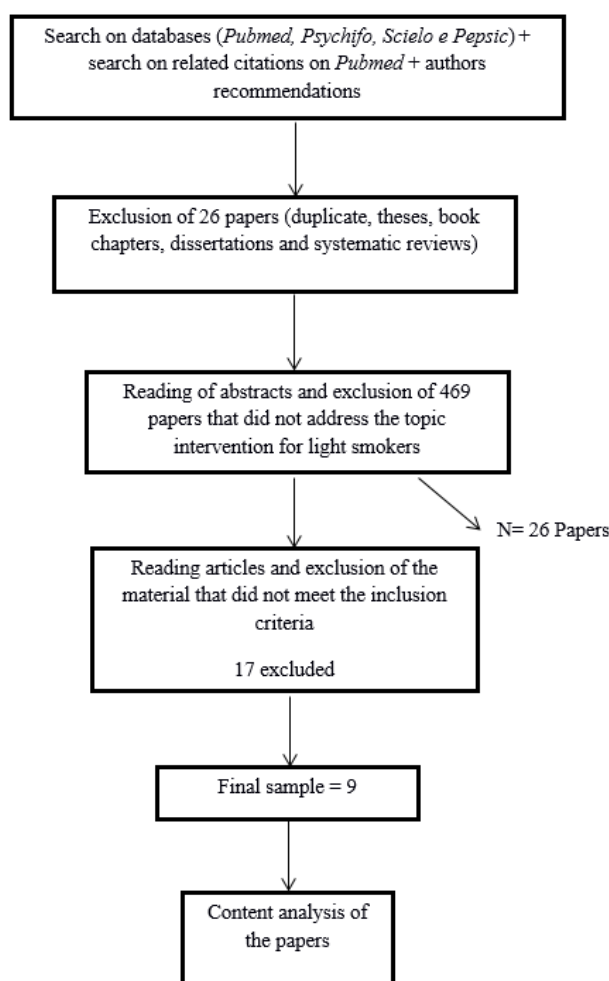 Search on databases (Pubmed, Psychifo, Scielo e Pepsic) +
search on related citations on Pubmed + authors
recommendations
Exclusion of 26 papers (duplicate, theses, book
chapters, dissertations and systematic reviews)
Reading of abstracts and exclusion of 469
papers that did not address the topic
intervention for light smokers
N= 26 Papers
Reading articles and exclusion of the
material that did not meet the inclusion
criteria
17 excluded
Final sample = 9
Content analysis of
the papers